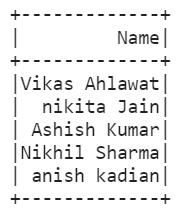 +-------------+
|         Name|
+-------------+
|Vikas Ahlawat|
|  nikita Jain|
| Ashish Kumar|
|Nikhil Sharma|
| anish kadian|
+-------------+